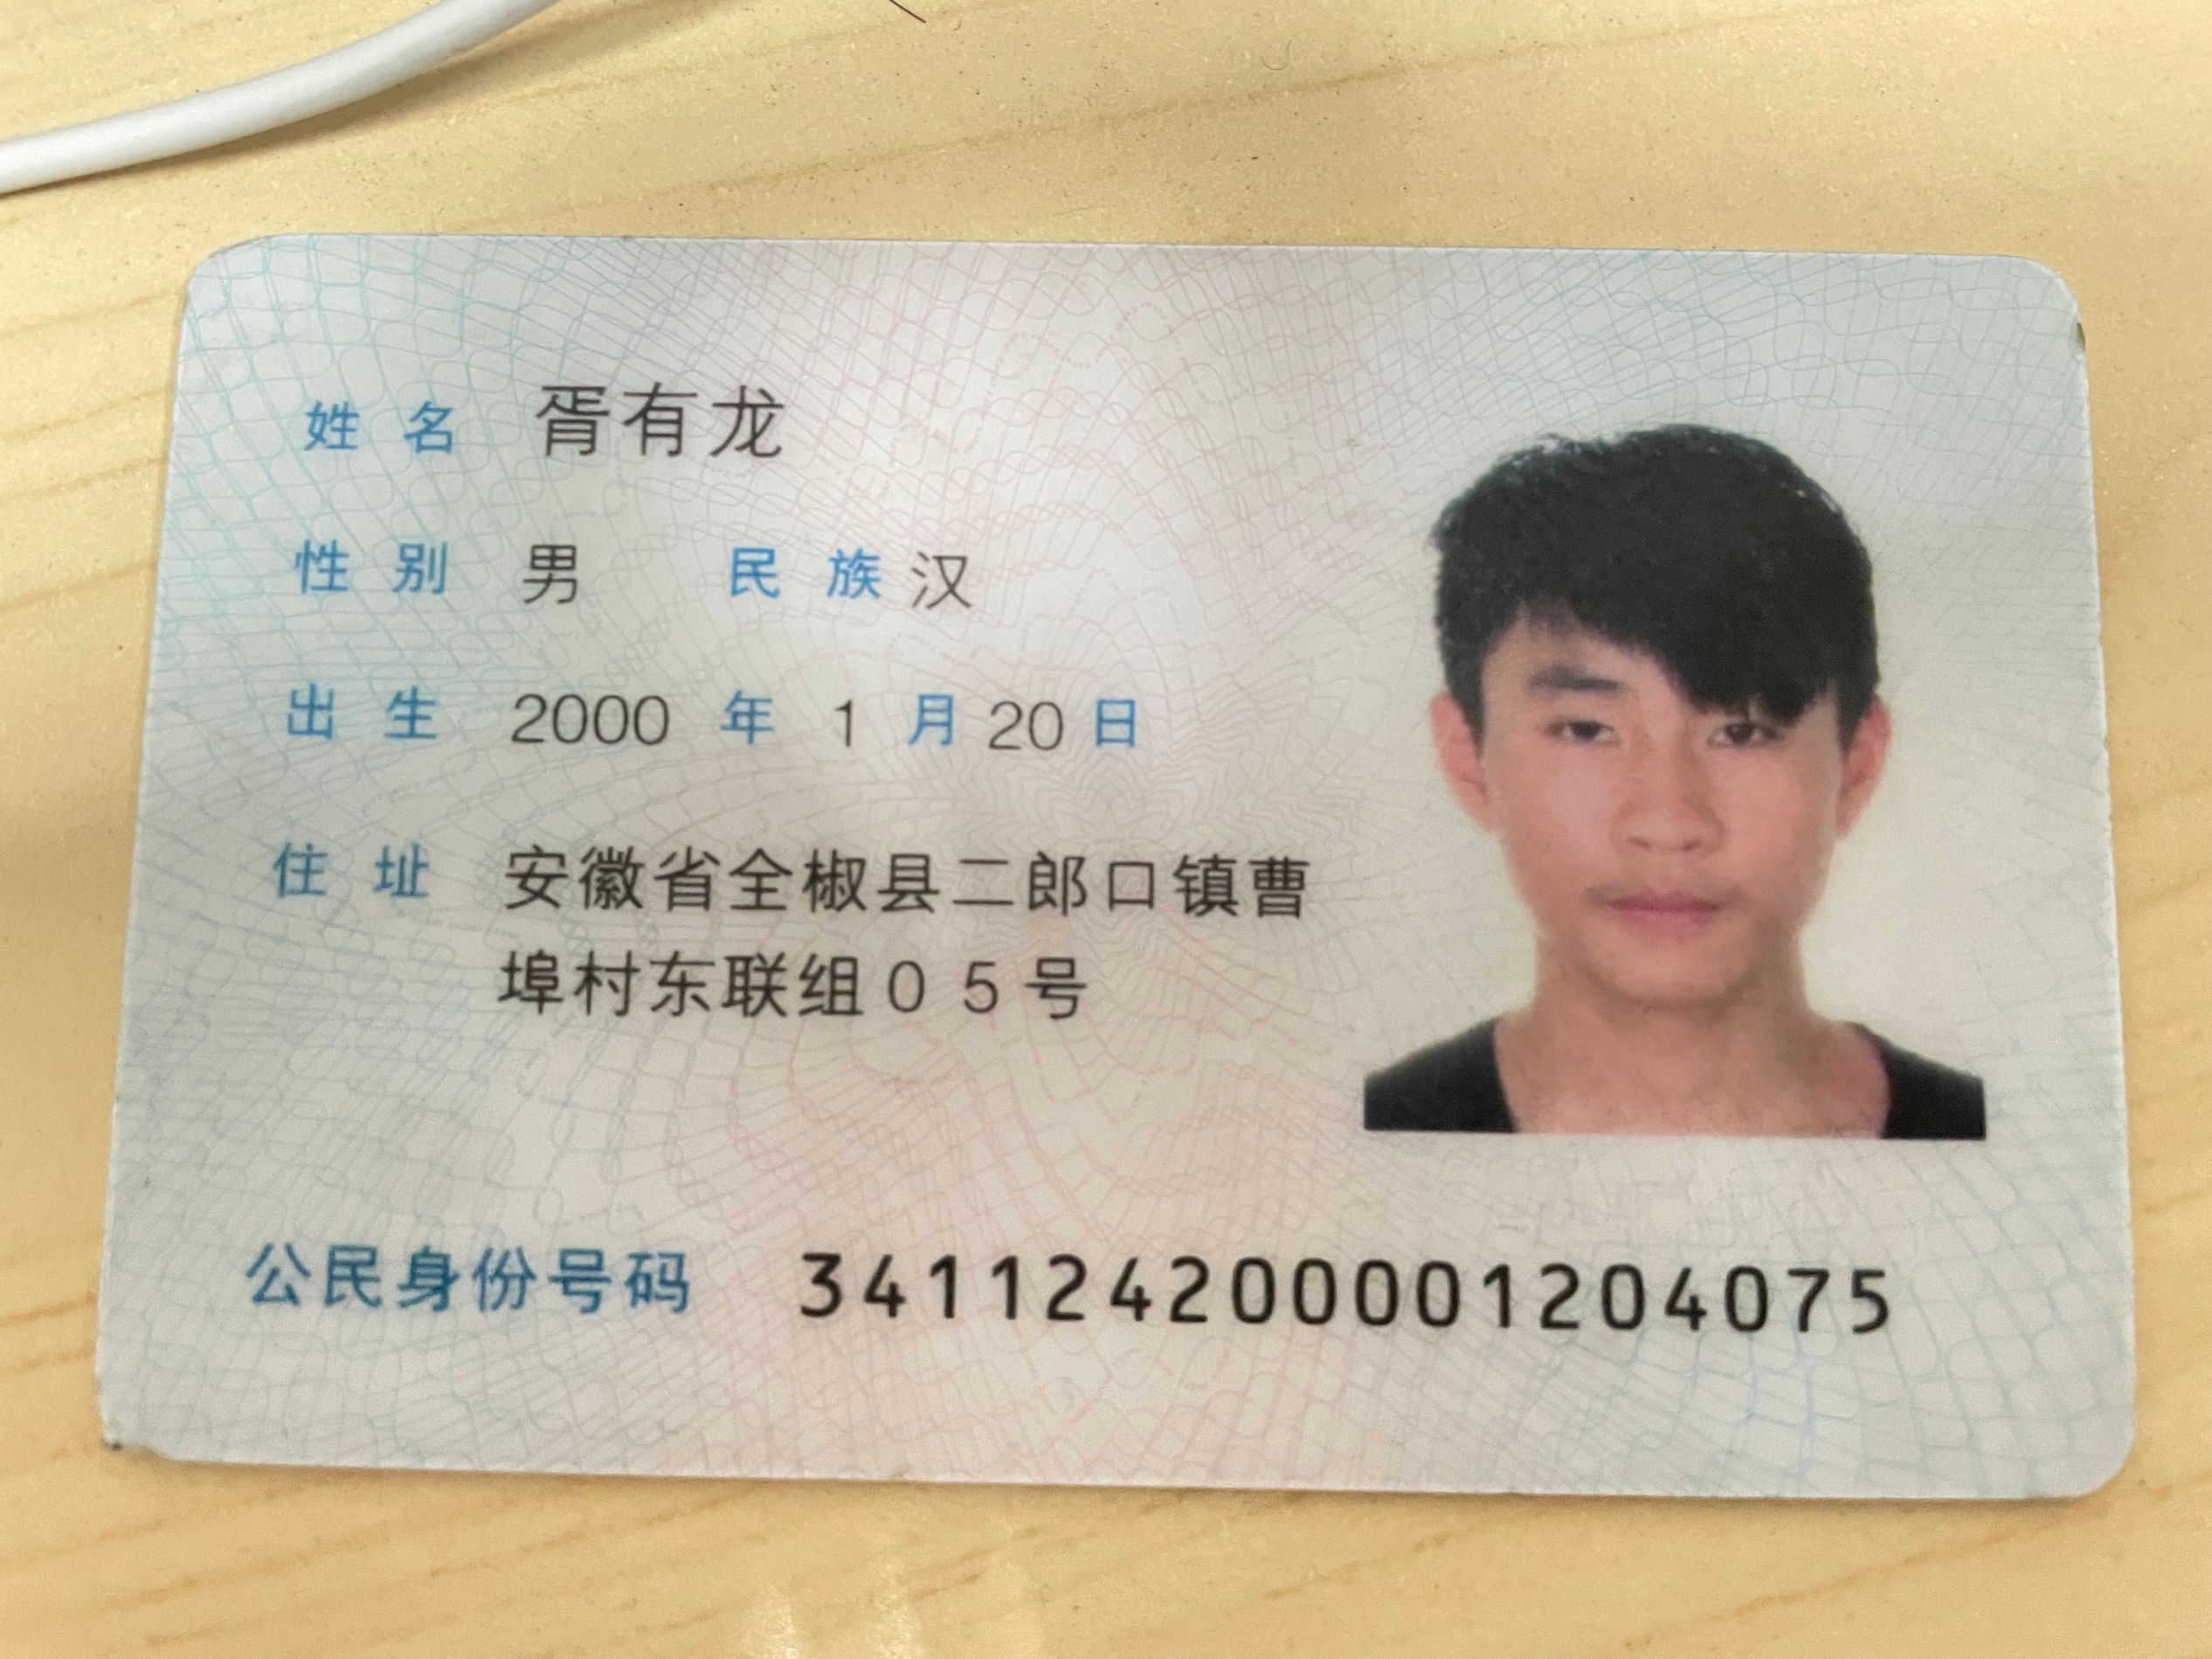 姓名 胥有龙
性别 男 民族 汉
出生 2000 年 1 月 20 日
住址 安徽省全椒县二郎口镇曹
埠村东联组05号
公民身份号码 341124200001204075